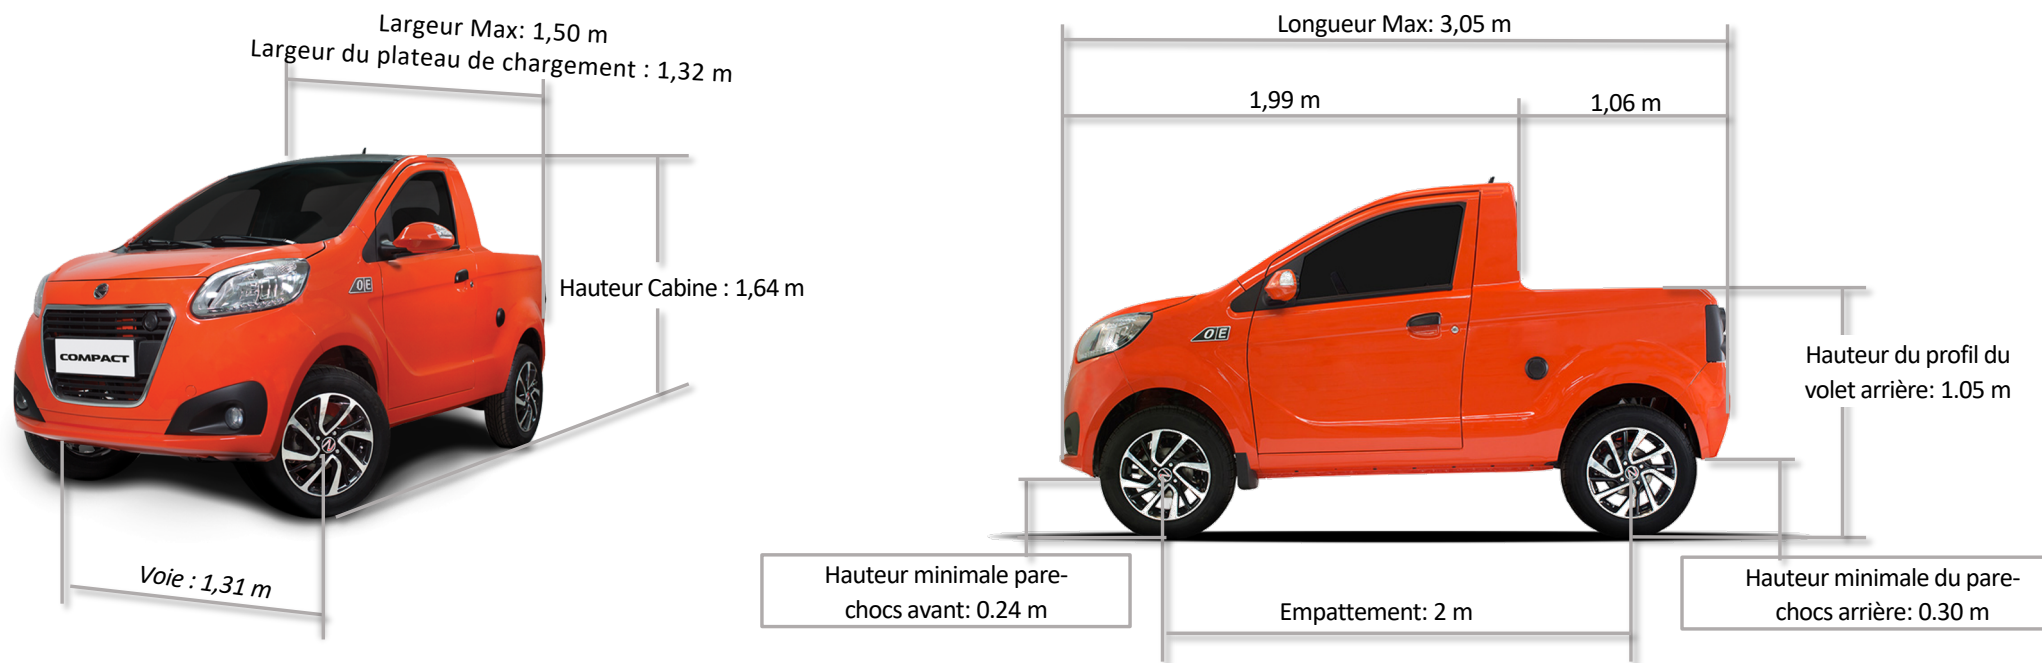 Largeur Max: 1,50 m
Largeur du plateau de chargement : 1,32 m
Hauteur Cabine : 1,64 m
OE
COMPACT
Voie : 1,31 m
Longueur Max: 3,05 m
1,99 m
1,06 m
OE
Hauteur du profil du
volet arrière: 1.05 m
Hauteur minimale pare-
chocs avant: 0.24 m
Empattement: 2 m
Hauteur minimale du pare-
chocs arrière: 0.30 m